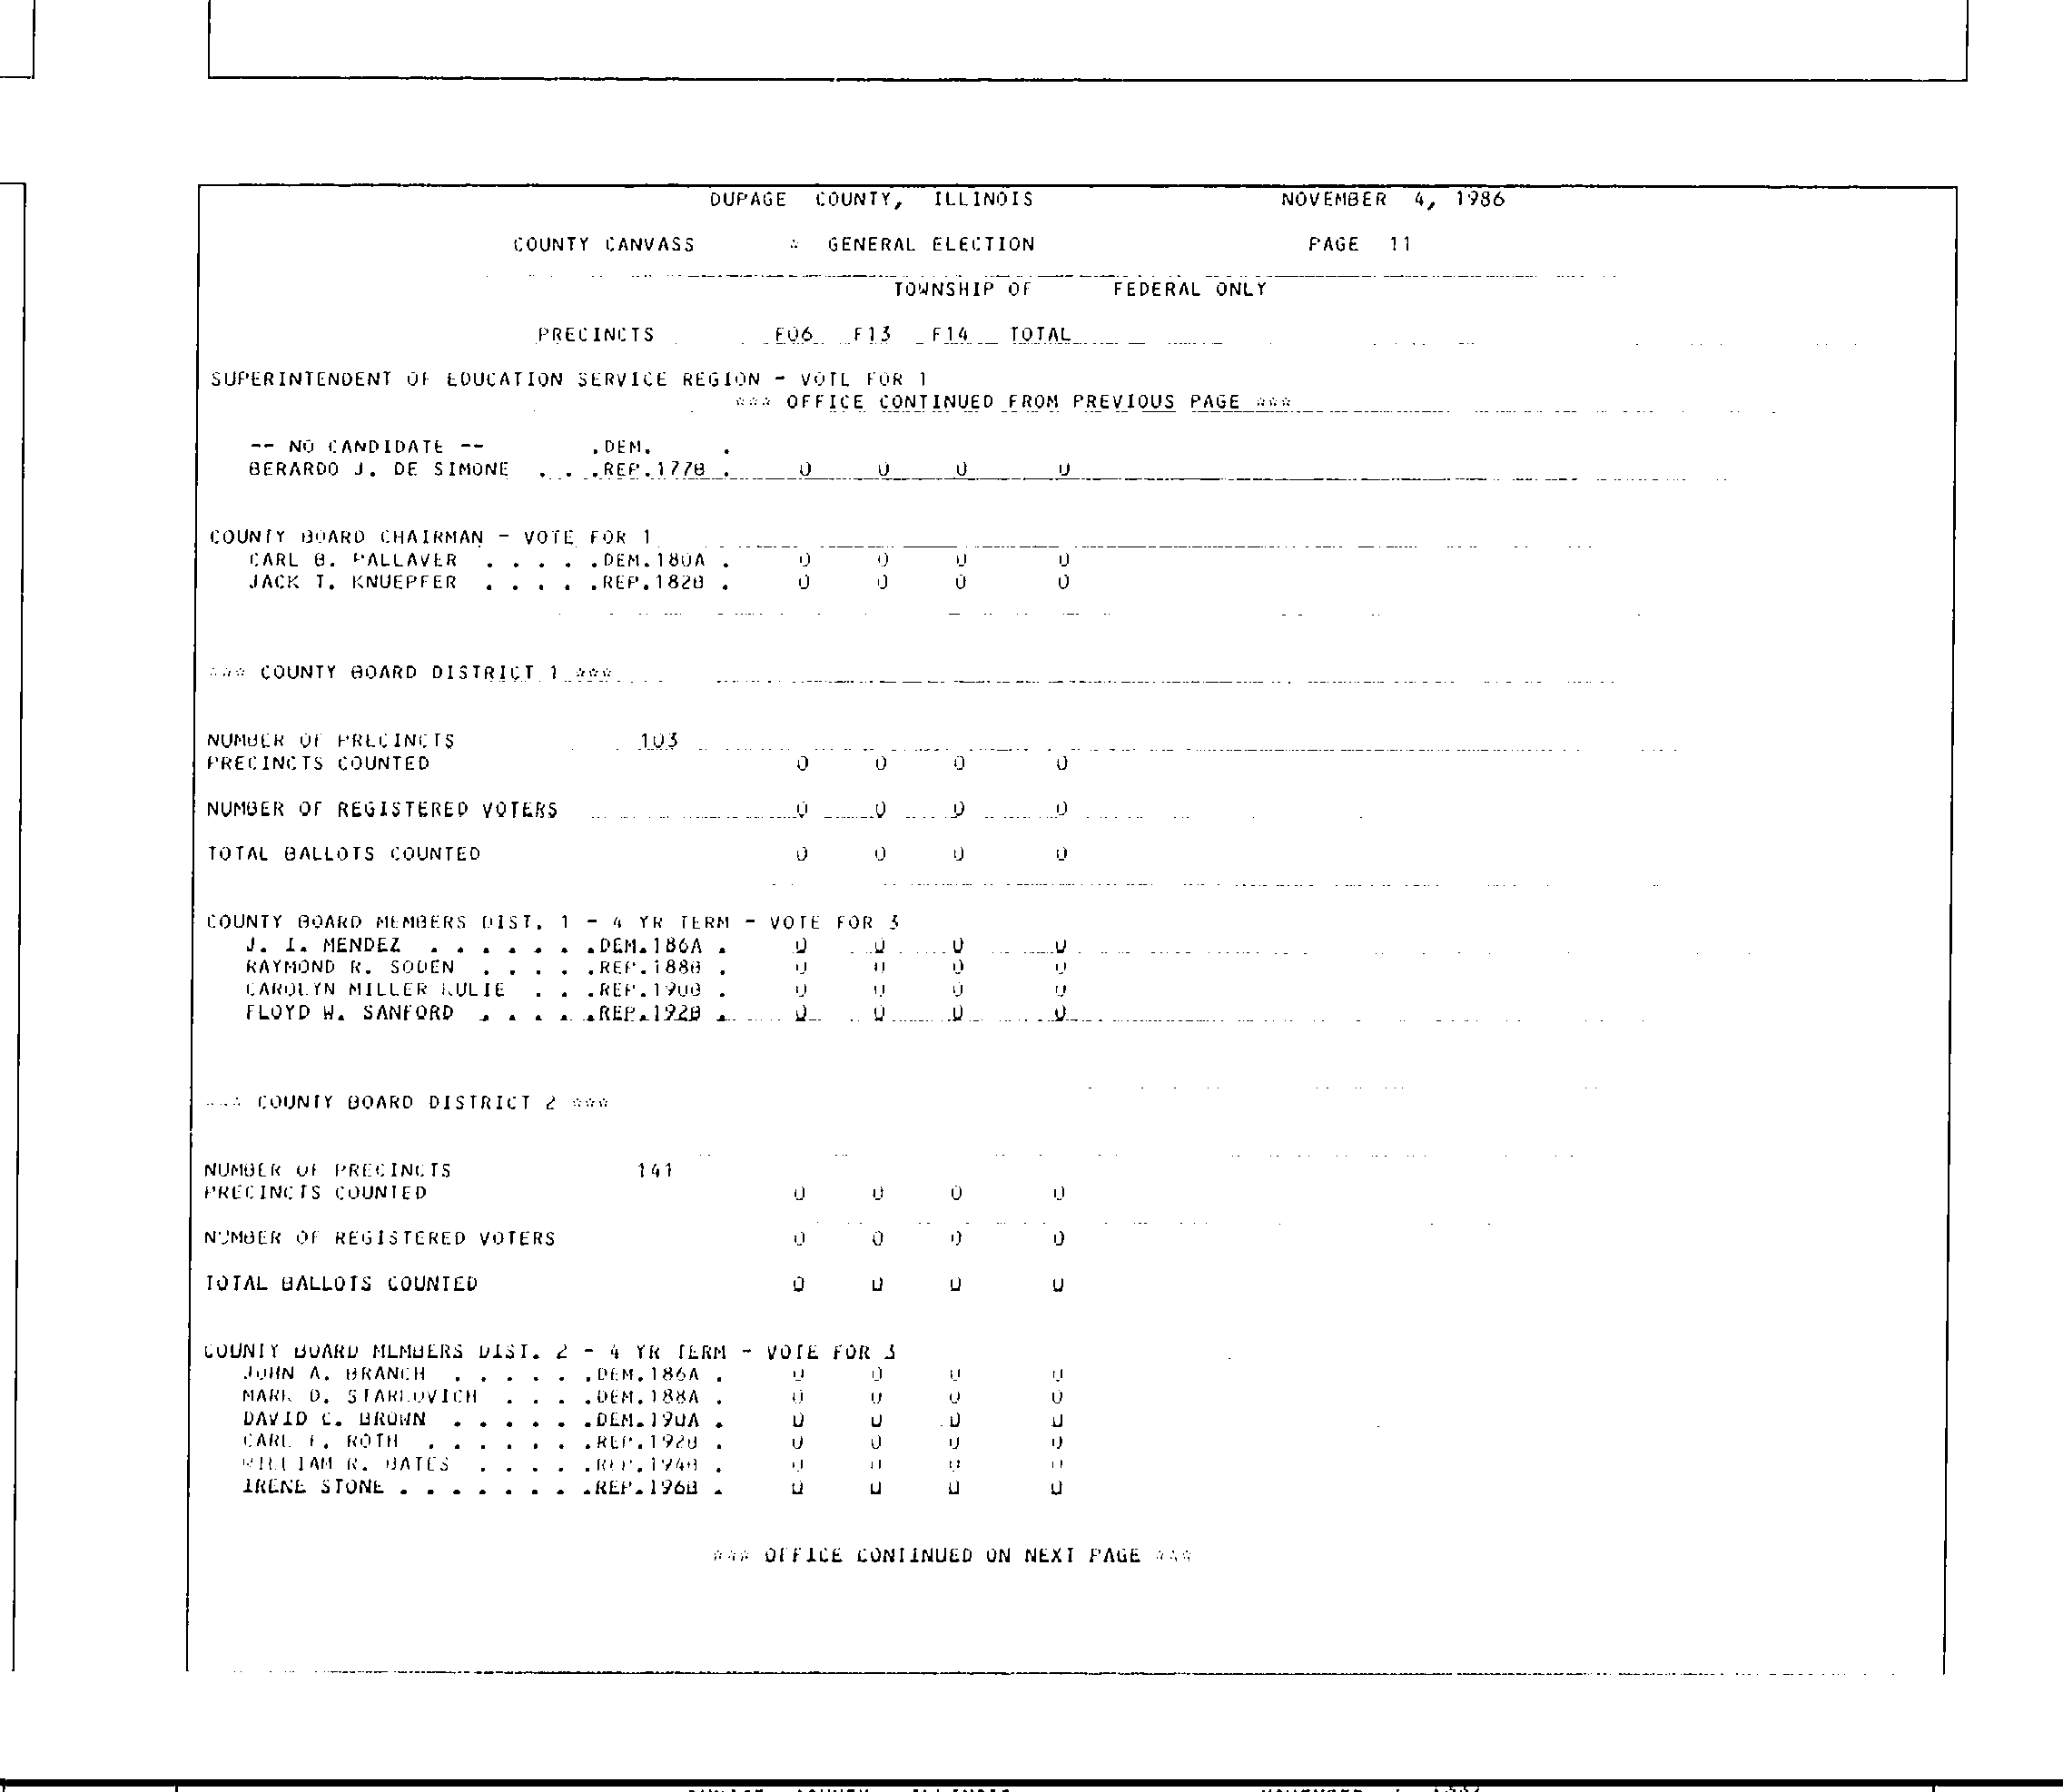 DUPAGE COUNTY, ILLINOIS NOVEMBER 4, 1986
COUNTY CANVASS * GENERAL ELECTION PAGE 11
TOWNSHIP OF FEDERAL ONLY
PRECINCTS F06 F13 F14 TOTAL
SUPERINTENDENT OF EDUCATION SERVICE REGION - VOTE FOR 1
*** OFFICE CONTINUED FROM PREVIOUS PAGE ***
-- NO CANDIDATE -- .DEM. .
BERARDO J. DE SIMONE . . .REP.177B . 0 0 0 0
COUNTY BOARD CHAIRMAN - VOTE FOR 1
CARL B. PALLAVER . . . . .DEM.180A . 0 0 0 0
JACK T. KNUEPFER . . . . .REP.182B . 0 0 0 0
*** COUNTY BOARD DISTRICT 1 ***
NUMBER OF PRECINCTS 103
PRECINCTS COUNTED 0 0 0 0
NUMBER OF REGISTERED VOTERS 0 0 0 0
TOTAL BALLOTS COUNTED 0 0 0 0
COUNTY BOARD MEMBERS DIST. 1 - 4 YR TERM - VOTE FOR 3
J. I. MENDEZ . . . . . . .DEM.186A . 0 0 0 0
RAYMOND R. SODEN . . . . .REP.188B . 0 0 0 0
CAROLYN MILLER KULIE . . .REP.190B . 0 0 0 0
FLOYD W. SANFORD . . . . .REP.192B . 0 0 0 0
*** COUNTY BOARD DISTRICT 2 ***
NUMBER OF PRECINCTS 141
PRECINCTS COUNTED 0 0 0 0
NUMBER OF REGISTERED VOTERS 0 0 0 0
TOTAL BALLOTS COUNTED 0 0 0 0
COUNTY BOARD MEMBERS DIST. 2 - 4 YR TERM - VOTE FOR 3
JOHN A. BRANCH . . . . . .DEM.186A . 0 0 0 0
MARK D. STARCOVICH . . . .DEM.188A . 0 0 0 0
DAVID C. BROWN . . . . . .DEM.190A . 0 0 0 0
CARL F. ROTH . . . . . . .REP.192B . 0 0 0 0
WILLIAM R. BATES . . . . .REP.194B . 0 0 0 0
IRENE STONE . . . . . . . .REP.196B . 0 0 0 0
*** OFFICE CONTINUED ON NEXT PAGE ***